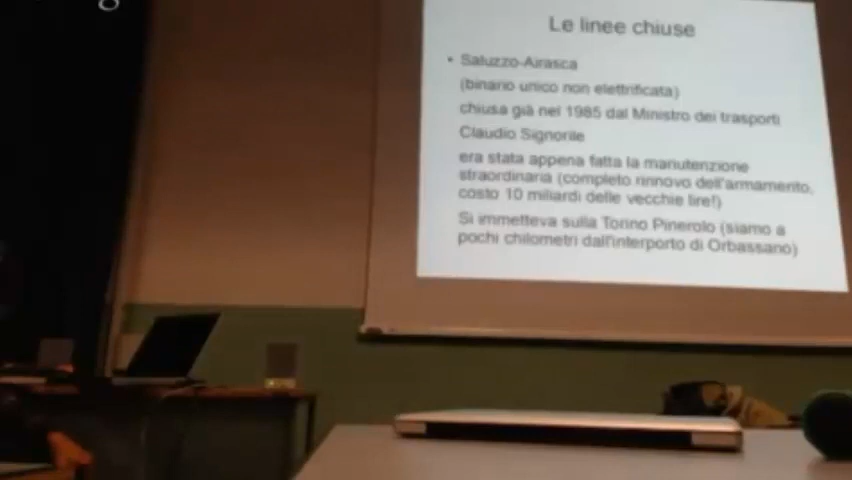 Le linee chiuse
• Saluzzo-Airasca
(binario unico non elettrificata)
chiusa già nel 1985 dal Ministro dei trasporti
Claudio Signorile
era stata appena fatta la manutenzione
straordinaria (completo rinnovo dell'armamento,
costo 10 miliardi delle vecchie lire!)
Si immetteva sulla Torino Pinerolo (siamo a
pochi chilometri dall'interporto di Orbassano)